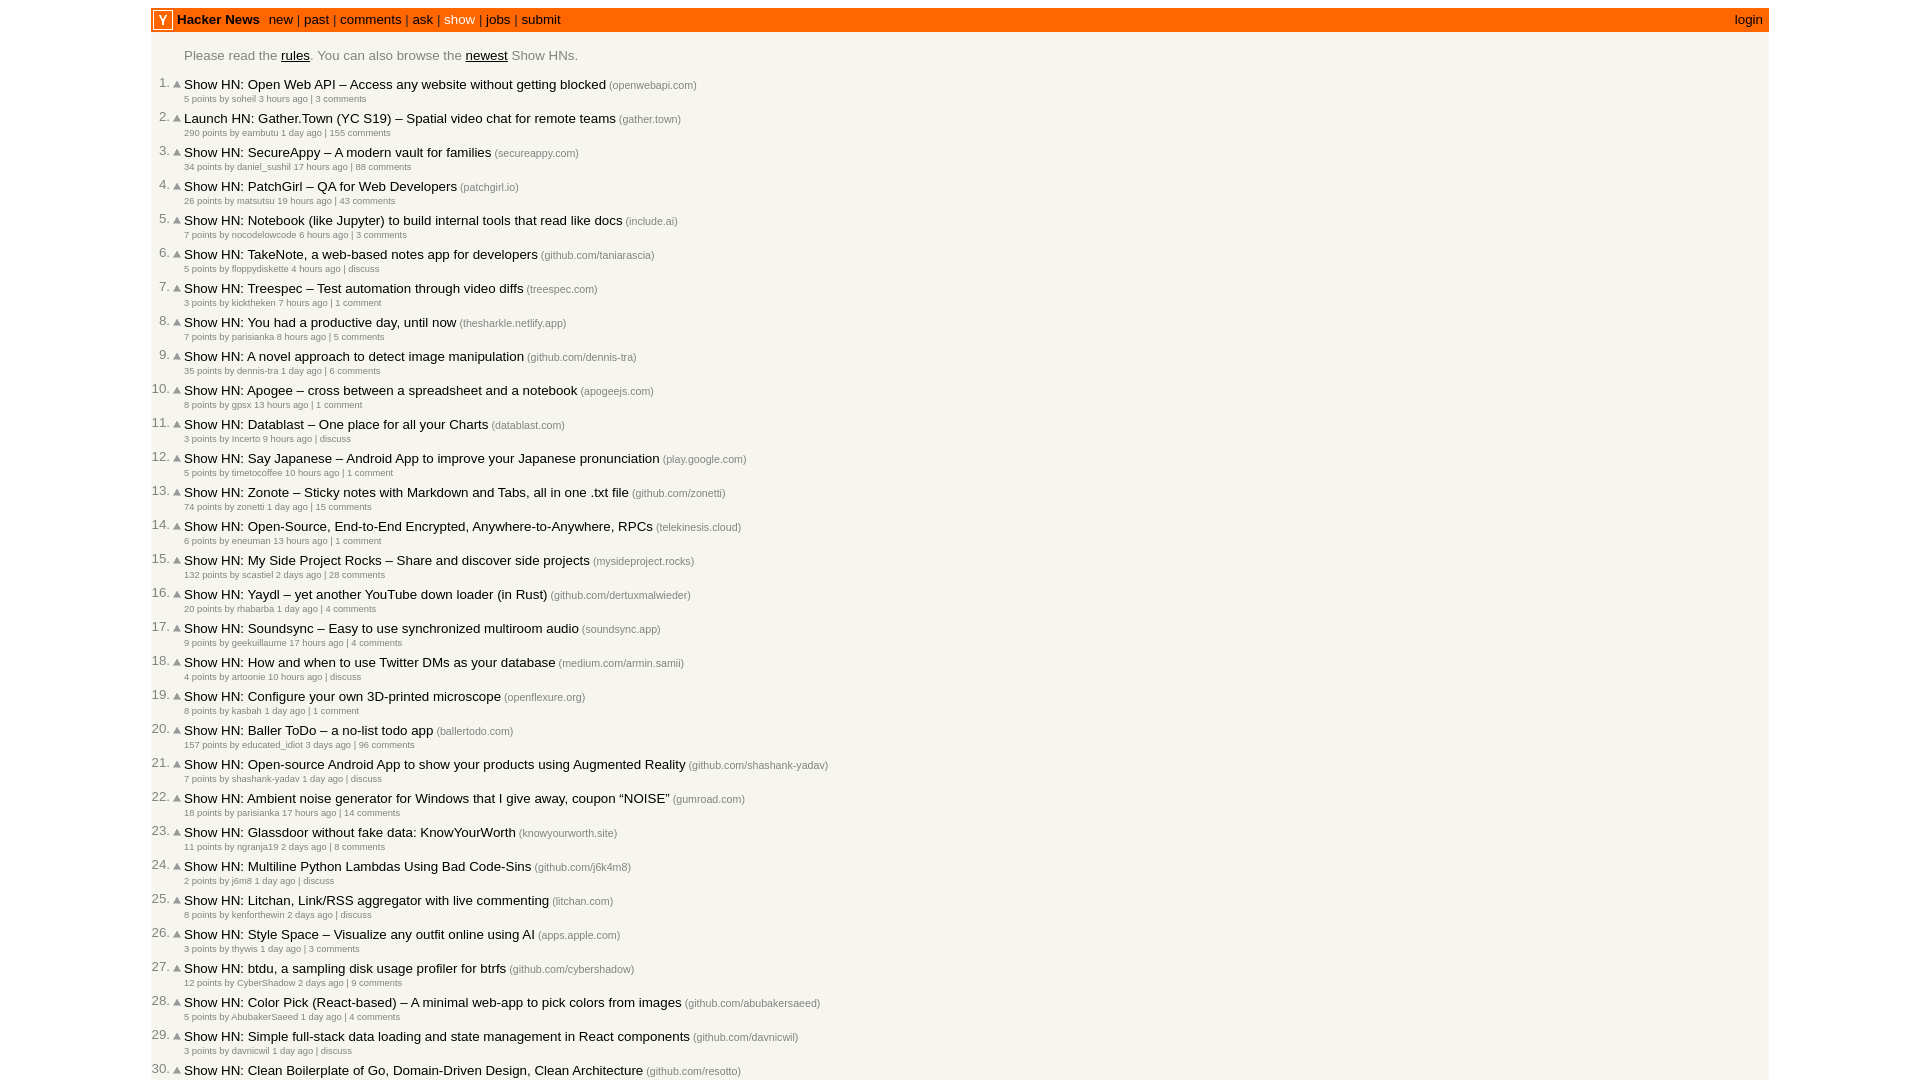 Y Hacker News new | past | comments | ask | show | jobs | submit login
Please read the rules. You can also browse the newest Show HNs.
1. Show HN: Open Web API – Access any website without getting blocked (openwebapi.com)
5 points by soheil 3 hours ago | 3 comments
2. Launch HN: Gather.Town (YC S19) – Spatial video chat for remote teams (gather.town)
290 points by eambutu 1 day ago | 155 comments
3. Show HN: SecureAppy – A modern vault for families (secureappy.com)
34 points by daniel_sushil 17 hours ago | 88 comments
4. Show HN: PatchGirl – QA for Web Developers (patchgirl.io)
26 points by matsutsu 19 hours ago | 43 comments
5. Show HN: Notebook (like Jupyter) to build internal tools that read like docs (include.ai)
7 points by nocodelowcode 6 hours ago | 3 comments
6. Show HN: TakeNote, a web-based notes app for developers (github.com/taniarascia)
5 points by floppydiskette 4 hours ago | discuss
7. Show HN: Treespec – Test automation through video diffs (treespec.com)
3 points by kicktheken 7 hours ago | 1 comment
8. Show HN: You had a productive day, until now (thesharkle.netlify.app)
7 points by parisianka 8 hours ago | 5 comments
9. Show HN: A novel approach to detect image manipulation (github.com/dennis-tra)
35 points by dennis-tra 1 day ago | 6 comments
10. Show HN: Apogee – cross between a spreadsheet and a notebook (apogeejs.com)
8 points by gpsx 13 hours ago | 1 comment
11. Show HN: Datablast – One place for all your Charts (datablast.com)
3 points by Incerto 9 hours ago | discuss
12. Show HN: Say Japanese – Android App to improve your Japanese pronunciation (play.google.com)
5 points by timetocoffee 10 hours ago | 1 comment
13. Show HN: Zonote – Sticky notes with Markdown and Tabs, all in one .txt file (github.com/zonetti)
74 points by zonetti 1 day ago | 15 comments
14. Show HN: Open-Source, End-to-End Encrypted, Anywhere-to-Anywhere, RPCs (telekinesis.cloud)
6 points by eneuman 13 hours ago | 1 comment
15. Show HN: My Side Project Rocks – Share and discover side projects (mysideproject.rocks)
132 points by scastiel 2 days ago | 28 comments
16. Show HN: Yaydl – yet another YouTube down loader (in Rust) (github.com/dertuxmalwieder)
20 points by rhabarba 1 day ago | 4 comments
17. Show HN: Soundsync – Easy to use synchronized multiroom audio (soundsync.app)
9 points by geekuillaume 17 hours ago | 4 comments
18. Show HN: How and when to use Twitter DMs as your database (medium.com/armin.samii)
4 points by artoonie 10 hours ago | discuss
19. Show HN: Configure your own 3D-printed microscope (openflexure.org)
8 points by kasbah 1 day ago | 1 comment
20. Show HN: Baller ToDo – a no-list todo app (ballertodo.com)
157 points by educated_idiot 3 days ago | 96 comments
21. Show HN: Open-source Android App to show your products using Augmented Reality (github.com/shashank-yadav)
7 points by shashank-yadav 1 day ago | discuss
22. Show HN: Ambient noise generator for Windows that I give away, coupon “NOISE” (gumroad.com)
18 points by parisianka 17 hours ago | 14 comments
23. Show HN: Glassdoor without fake data: KnowYourWorth (knowyourworth.site)
11 points by ngranja19 2 days ago | 8 comments
24. Show HN: Multiline Python Lambdas Using Bad Code-Sins (github.com/j6k4m8)
2 points by j6m8 1 day ago | discuss
25. Show HN: Litchan, Link/RSS aggregator with live commenting (litchan.com)
8 points by kenforthewin 2 days ago | discuss
26. Show HN: Style Space – Visualize any outfit online using AI (apps.apple.com)
3 points by thywis 1 day ago | 3 comments
27. Show HN: btdu, a sampling disk usage profiler for btrfs (github.com/cybershadow)
12 points by CyberShadow 2 days ago | 9 comments
28. Show HN: Color Pick (React-based) – A minimal web-app to pick colors from images (github.com/abubakersaeed)
5 points by AbubakerSaeed 1 day ago | 4 comments
29. Show HN: Simple full-stack data loading and state management in React components (github.com/davnicwil)
3 points by davnicwil 1 day ago | discuss
30. Show HN: Clean Boilerplate of Go, Domain-Driven Design, Clean Architecture (github.com/resotto)